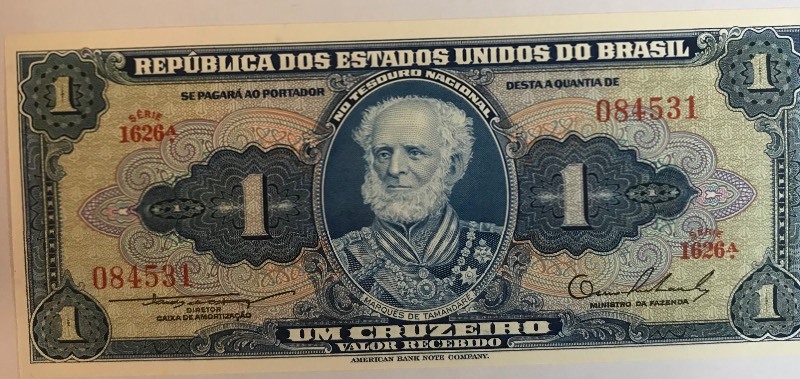 1
REPÚBLICA DOS ESTADOS UNIDOS DO BRASIL
1
SE PAGARÁ AO PORTADOR
NO TESOURO NACIONAL
DESTA A QUANTIA DE
SÉRIE
1626A
084531
1
1
084531
SÉRIE
1626A
DIRETOR
CAIXA DE AMORTIZAÇÃO
MARQUÊS DE TAMANDARÉ
MINISTRO DA FAZENDA
1
UM CRUZEIRO
1
VALOR RECEBIDO
AMERICAN BANK NOTE COMPANY.